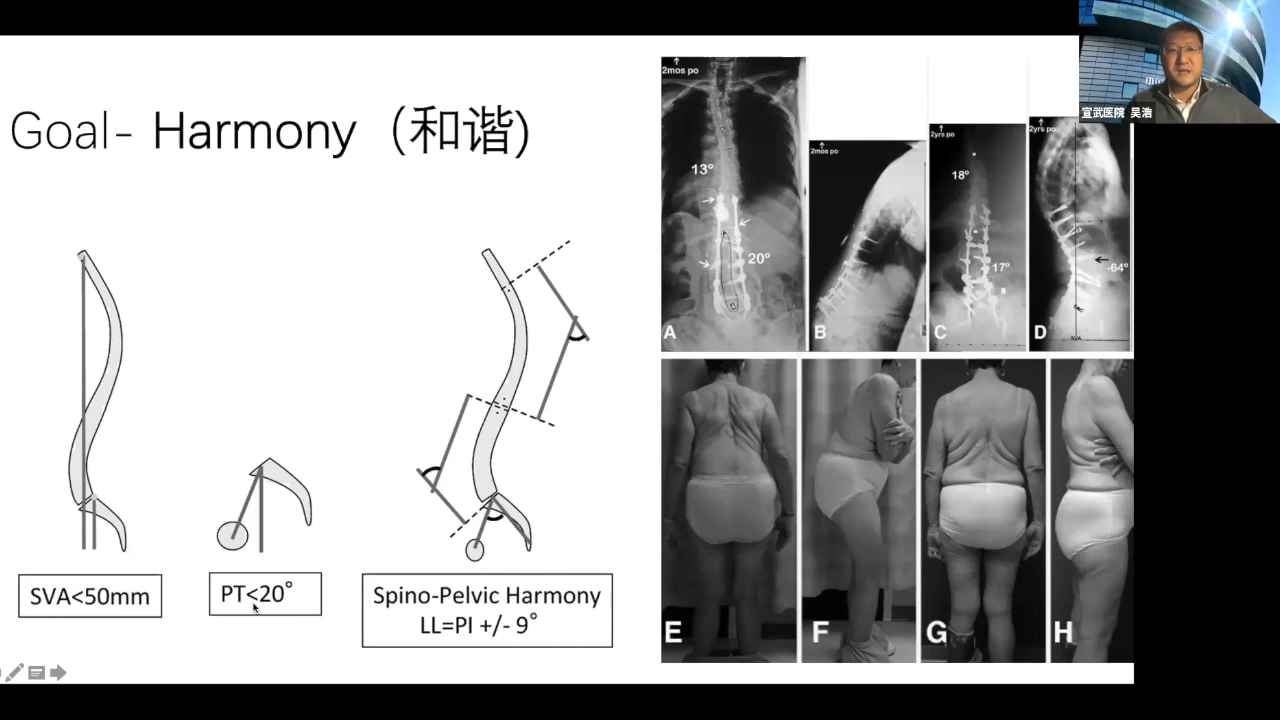 Goal- Harmony（和谐)
SVA<50mm
PT<20°
Spino-Pelvic Harmony
LL=PI +/- 9°
2mos po
13°
20°
A
2mos po
B
2yrs po
18°
17°
C
2yrs po
-64°
D
E
F
G
H
宣武医院 吴浩